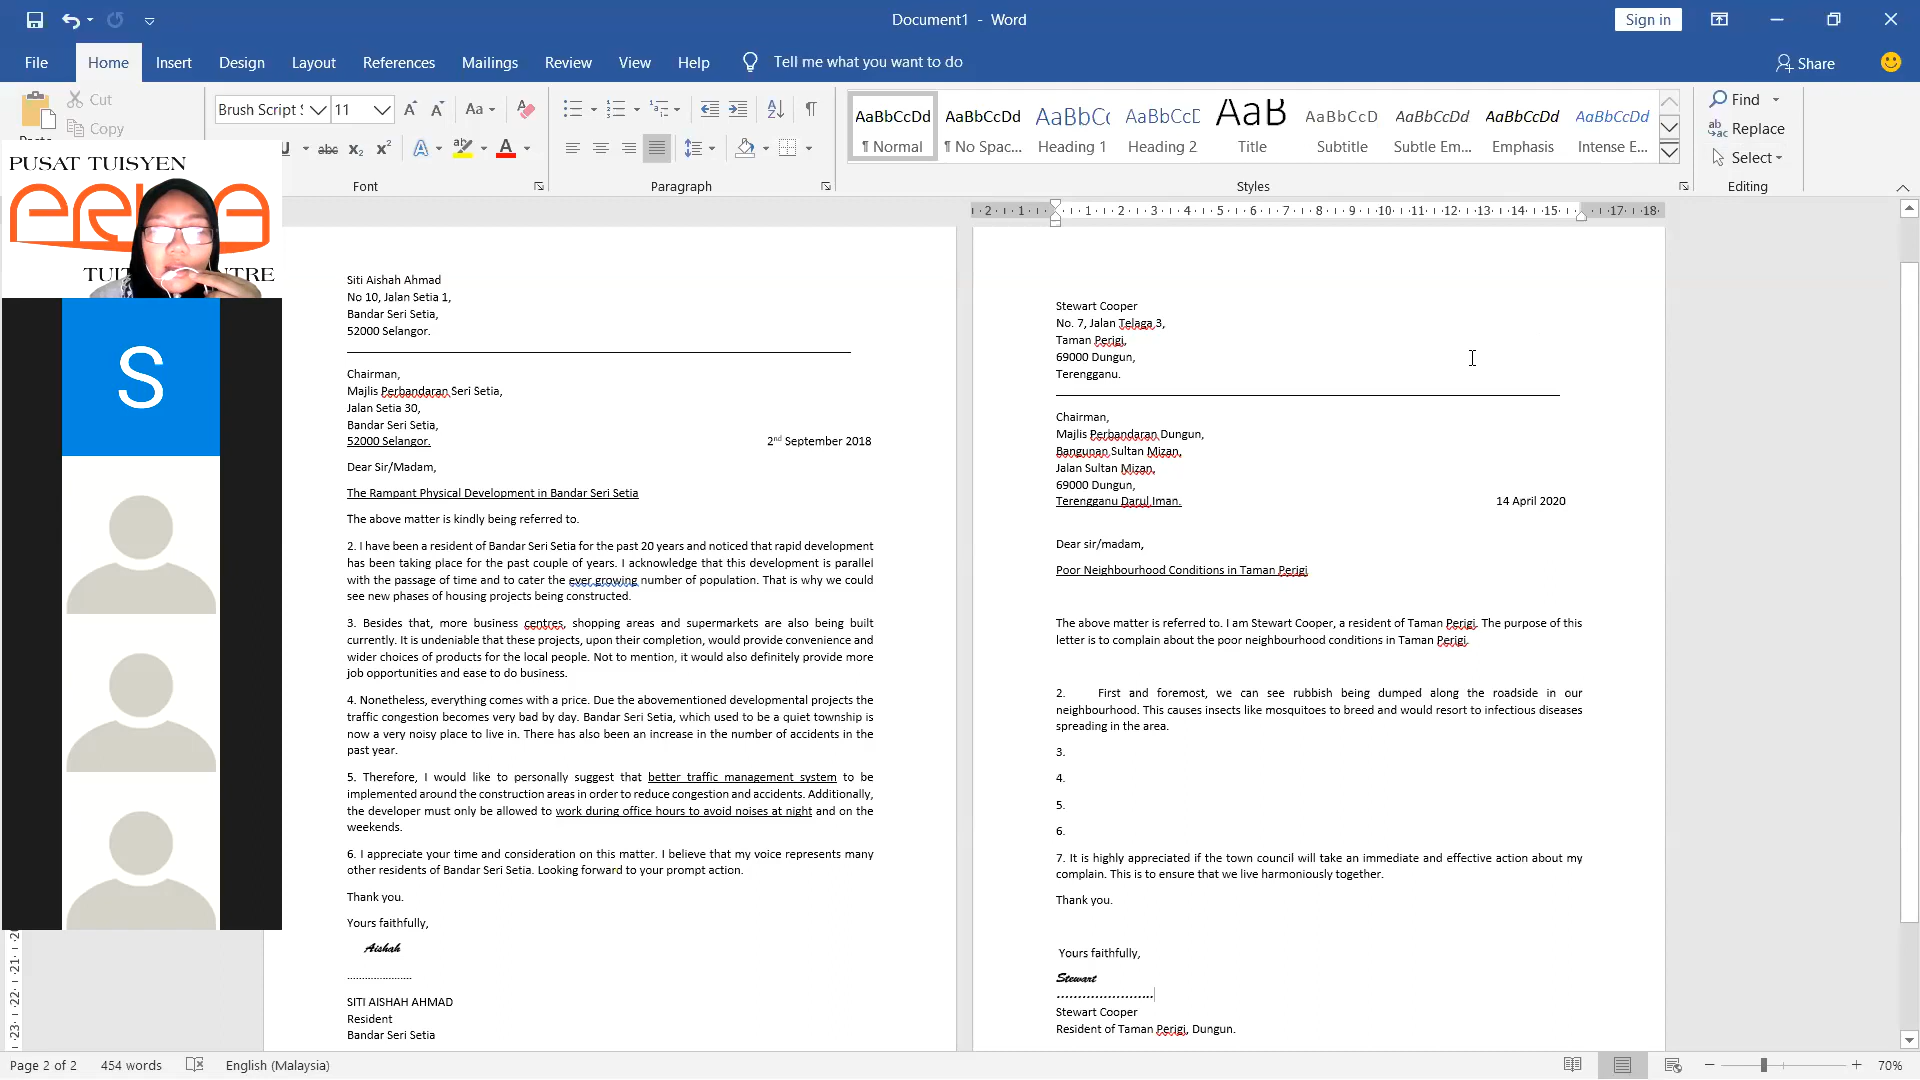 Document1 - Word
Sign in
File Home Insert Design Layout References Mailings Review View Help Tell me what you want to do
Share
Cut
Copy
Brush Script 11
Font
Paragraph
AaBbCcDd AaBbCcDd AaBbCc AaBbCcD AaB AaBbCcD AaBbCcDd AaBbCcDd AaBbCcDd
¶ Normal ¶ No Spac... Heading 1 Heading 2 Title Subtitle Subtle Em... Emphasis Intense E...
Styles
Find
Replace
Select
Editing
PUSAT TUISYEN
S
Siti Aishah Ahmad
No 10, Jalan Setia 1,
Bandar Seri Setia,
52000 Selangor.
Chairman,
Majlis Perbandaran Seri Setia,
Jalan Setia 30,
Bandar Seri Setia,
52000 Selangor. 2nd September 2018
Dear Sir/Madam,
The Rampant Physical Development in Bandar Seri Setia
The above matter is kindly being referred to.
2. I have been a resident of Bandar Seri Setia for the past 20 years and noticed that rapid development
has been taking place for the past couple of years. I acknowledge that this development is parallel
with the passage of time and to cater the ever growing number of population. That is why we could
see new phases of housing projects being constructed.
3. Besides that, more business centres, shopping areas and supermarkets are also being built
currently. It is undeniable that these projects, upon their completion, would provide convenience and
wider choices of products for the local people. Not to mention, it would also definitely provide more
job opportunities and ease to do business.
4. Nonetheless, everything comes with a price. Due the abovementioned developmental projects the
traffic congestion becomes very bad by day. Bandar Seri Setia, which used to be a quiet township is
now a very noisy place to live in. There has also been an increase in the number of accidents in the
past year.
5. Therefore, I would like to personally suggest that better traffic management system to be
implemented around the construction areas in order to reduce congestion and accidents. Additionally,
the developer must only be allowed to work during office hours to avoid noises at night and on the
weekends.
6. I appreciate your time and consideration on this matter. I believe that my voice represents many
other residents of Bandar Seri Setia. Looking forward to your prompt action.
Thank you.
Yours faithfully,
Aishah
......................
SITI AISHAH AHMAD
Resident
Bandar Seri Setia
Stewart Cooper
No. 7, Jalan Telaga 3,
Taman Perigi,
69000 Dungun,
Terengganu.
Chairman,
Majlis Perbandaran Dungun,
Bangunan Sultan Mizan,
Jalan Sultan Mizan,
69000 Dungun,
Terengganu Darul Iman. 14 April 2020
Dear sir/madam,
Poor Neighbourhood Conditions in Taman Perigi
The above matter is referred to. I am Stewart Cooper, a resident of Taman Perigi. The purpose of this
letter is to complain about the poor neighbourhood conditions in Taman Perigi.
2. First and foremost, we can see rubbish being dumped along the roadside in our
neighbourhood. This causes insects like mosquitoes to breed and would resort to infectious diseases
spreading in the area.
3.
4.
5.
6.
7. It is highly appreciated if the town council will take an immediate and effective action about my
complain. This is to ensure that we live harmoniously together.
Thank you.
Yours faithfully,
Stewart
.......................
Stewart Cooper
Resident of Taman Perigi, Dungun.
Page 2 of 2 454 words English (Malaysia) 70%